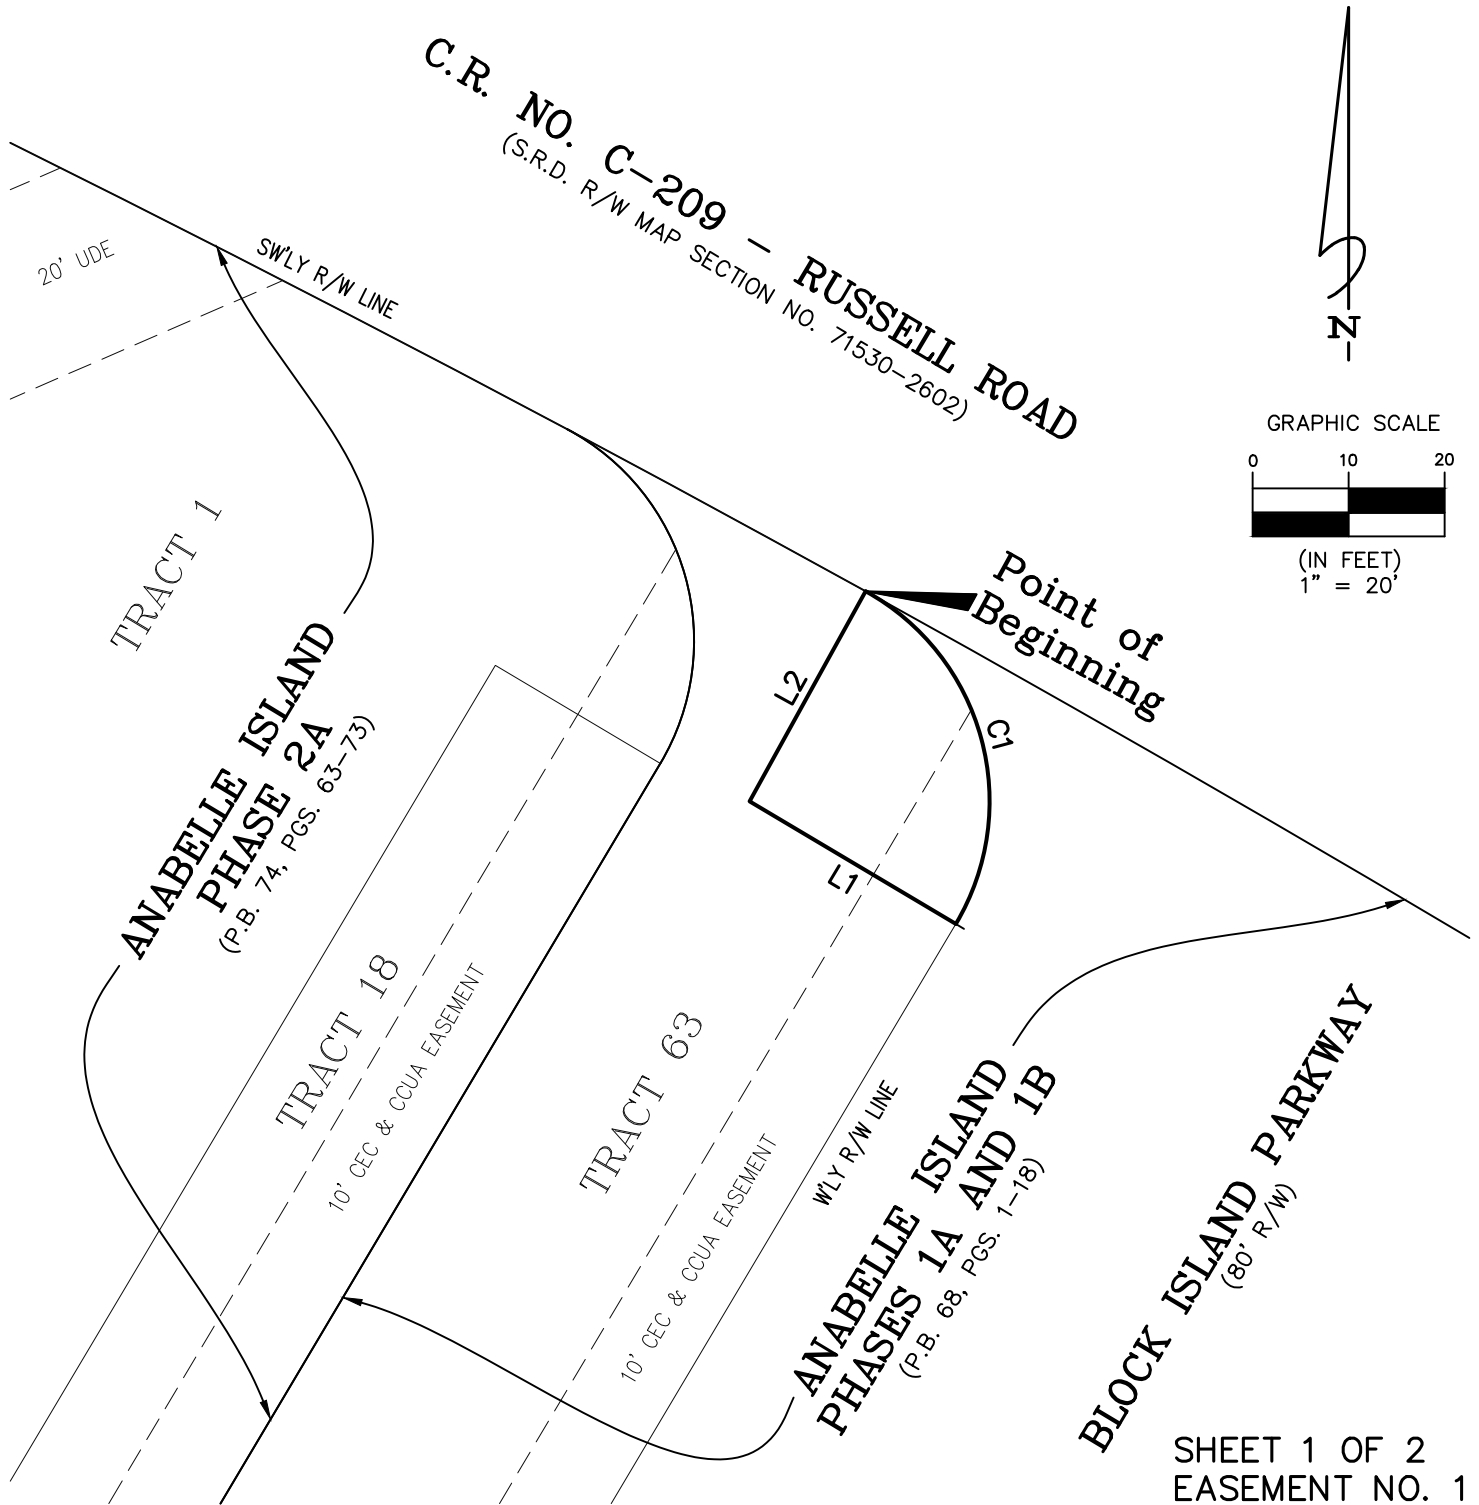 C.R. NO. C-209 - RUSSELL ROAD
(S.R.D. R/W MAP SECTION NO. 71530-2602)
N
20' UDE
SW'LY R/W LINE
GRAPHIC SCALE
0 10 20
(IN FEET)
1" = 20'
TRACT 1
Point of
Beginning
L2
C1
L1
ANABELLE ISLAND
PHASE 2A
(P.B. 74, PGS. 63-73)
TRACT 18
10' CEC & CCUA EASEMENT
TRACT 63
10' CEC & CCUA EASEMENT
W'LY R/W LINE
ANABELLE ISLAND
PHASES 1A AND 1B
(P.B. 68, PGS. 1-18)
BLOCK ISLAND PARKWAY
(80' R/W)
SHEET 1 OF 2
EASEMENT NO. 1